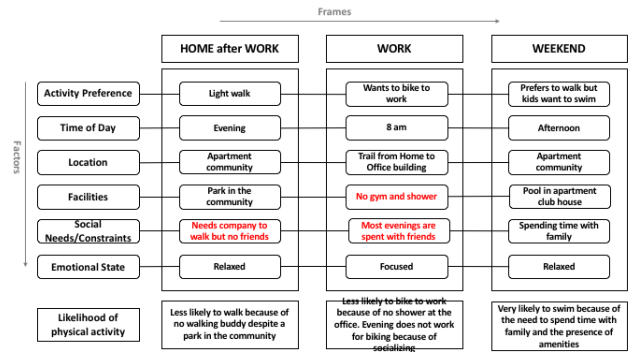 Frames
HOME after WORK
WORK
WEEKEND
Factors
Activity Preference
Light walk
Wants to bike to
work
Prefers to walk but
kids want to swim
Time of Day
Evening
8 am
Afternoon
Location
Apartment
community
Trail from Home to
Office building
Apartment
community
Facilities
Park in the
community
No gym and shower
Pool in apartment
club house
Social
Needs/Constraints
Needs company to
walk but no friends
Most evenings are
spent with friends
Spending time with
family
Emotional State
Relaxed
Focused
Relaxed
Likelihood of
physical activity
Less likely to walk because of
no walking buddy despite a
park in the community
Less likely to bike to work
because of no shower at the
office. Evening does not work
for biking because of
socializing
Very likely to swim because of
the need to spend time with
family and the presence of
amenities